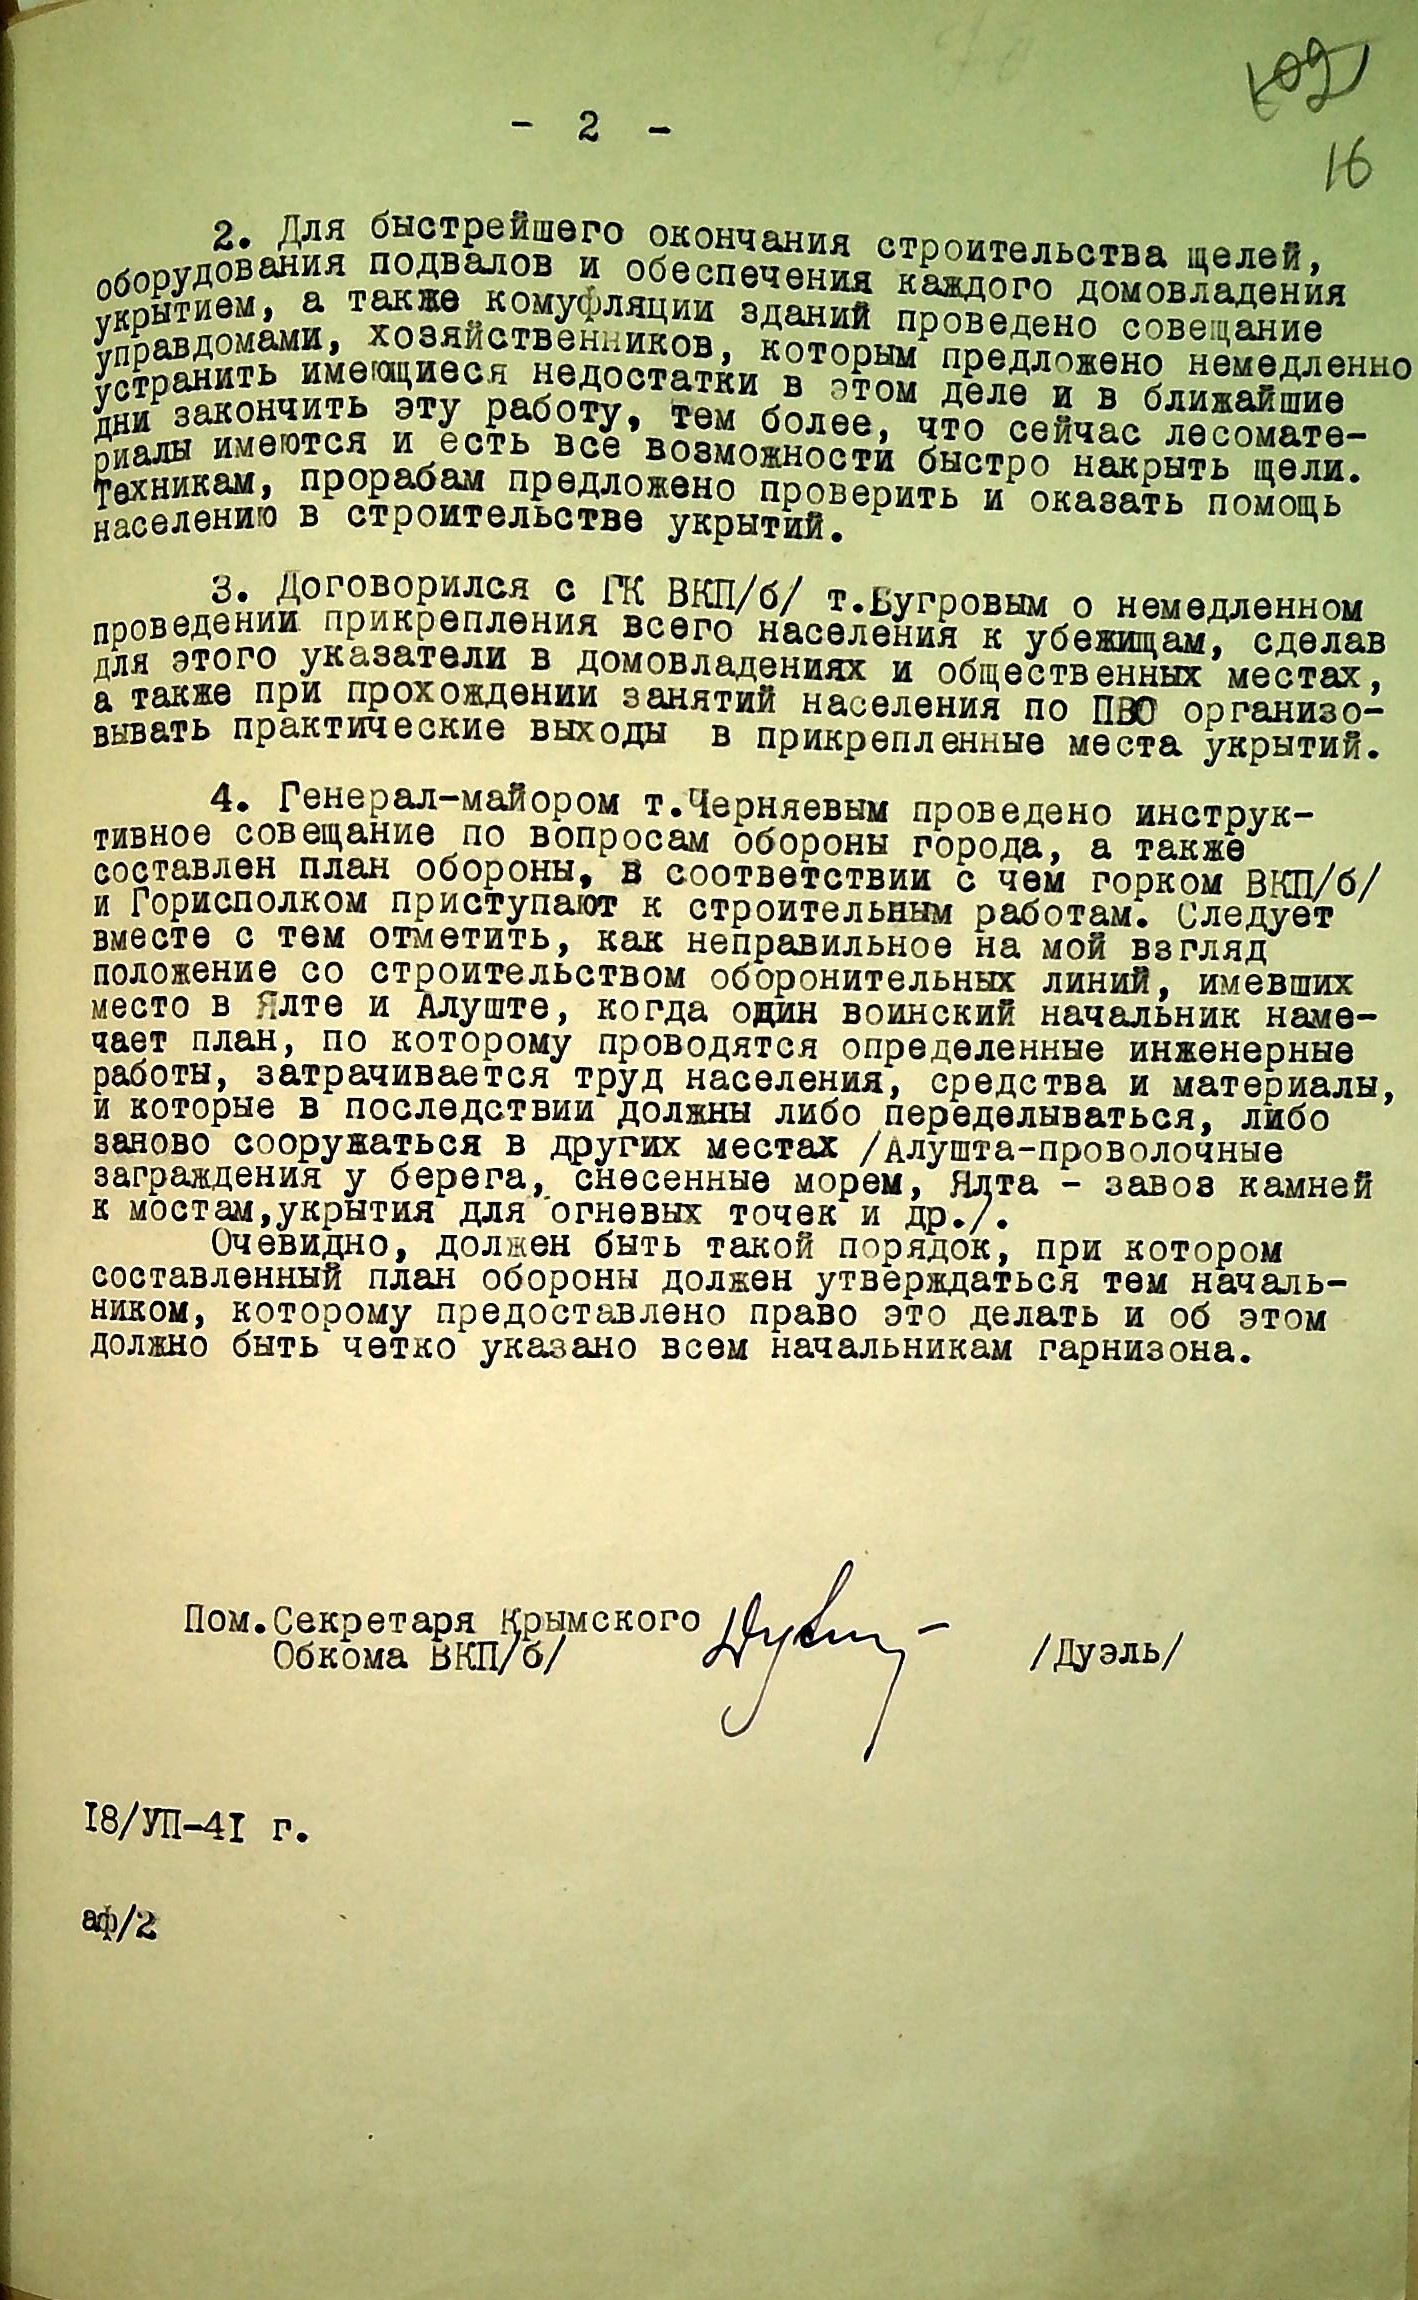 109
16
- 2 -
2. Для быстрейшего окончания строительства щелей,
оборудования подвалов и обеспечения каждого домовладения
укрытием, а также комуфляции зданий проведено совещание
управдомами, хозяйственников, которым предложено немедленно
устранить имеющиеся недостатки в этом деле и в ближайшие
дни закончить эту работу, тем более, что сейчас лесомате-
риалы имеются и есть все возможности быстро накрыть щели.
Техникам, прорабам предложено проверить и оказать помощь
населению в строительстве укрытий.
3. Договорился с ГК ВКП/б/ т.Бугровым о немедленном
проведении прикрепления всего населения к убежищам, сделав
для этого указатели в домовладениях и общественных местах,
а также при прохождении занятий населения по ПВО организо-
вывать практические выходы в прикрепленные места укрытий.
4. Генерал-майором т.Черняевым проведено инструк-
тивное совещание по вопросам обороны города, а также
составлен план обороны, в соответствии с чем горком ВКП/б/
и Горисполком приступают к строительным работам. Следует
вместе с тем отметить, как неправильное на мой взгляд
положение со строительством оборонительных линий, имевших
место в Ялте и Алуште, когда один воинский начальник наме-
чает план, по которому проводятся определенные инженерные
работы, затрачивается труд населения, средства и материалы,
и которые в последствии должны либо переделываться, либо
заново сооружаться в других местах /Алушта-проволочные
заграждения у берега, снесенные морем, Ялта - завоз камней
к мостам,укрытия для огневых точек и др./.
Очевидно, должен быть такой порядок, при котором
составленный план обороны должен утверждаться тем началь-
ником, которому предоставлено право это делать и об этом
должно быть четко указано всем начальникам гарнизона.
Пом.Секретаря Крымского
Обкома ВКП/б/ /Дуэль/
18/УП-41 г.
аф/2